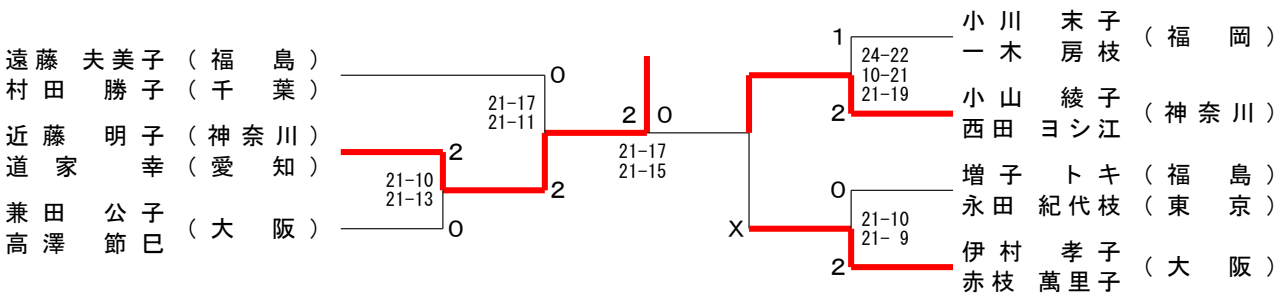 遠藤 夫美子 ( 福 島 )
村田 勝子 ( 千 葉 )
近藤 明子 ( 神奈川 )
道家 幸 ( 愛 知 )
兼田 公子
高澤 節巳
( 大 阪 )
0
21-17
21-11
2
21-10
21-13
2
0
2 0
21-17
21-15
小川 末子
一木 房枝
( 福 岡 )
1
24-22
10-21
21-19
小山 綾子
西田 ヨシ江
( 神奈川 )
2
増子 トキ ( 福 島 )
永田 紀代枝 ( 東 京 )
0
21-10
21- 9
X
伊村 孝子
赤枝 萬里子
( 大 阪 )
2